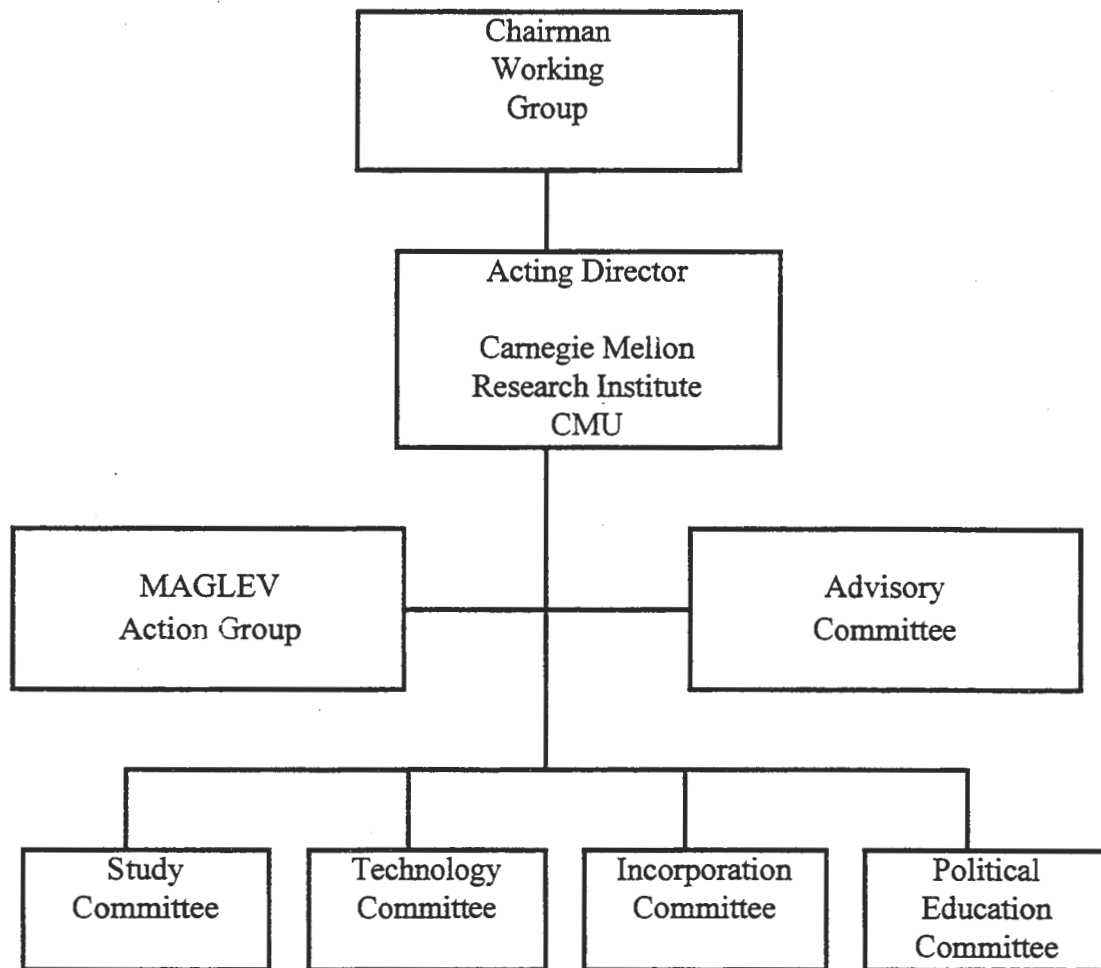 Chairman
Working
Group
Acting Director
Carnegie Mellon
Research Institute
CMU
MAGLEV
Action Group
Advisory
Committee
Study
Committee
Technology
Committee
Incorporation
Committee
Political
Education
Committee